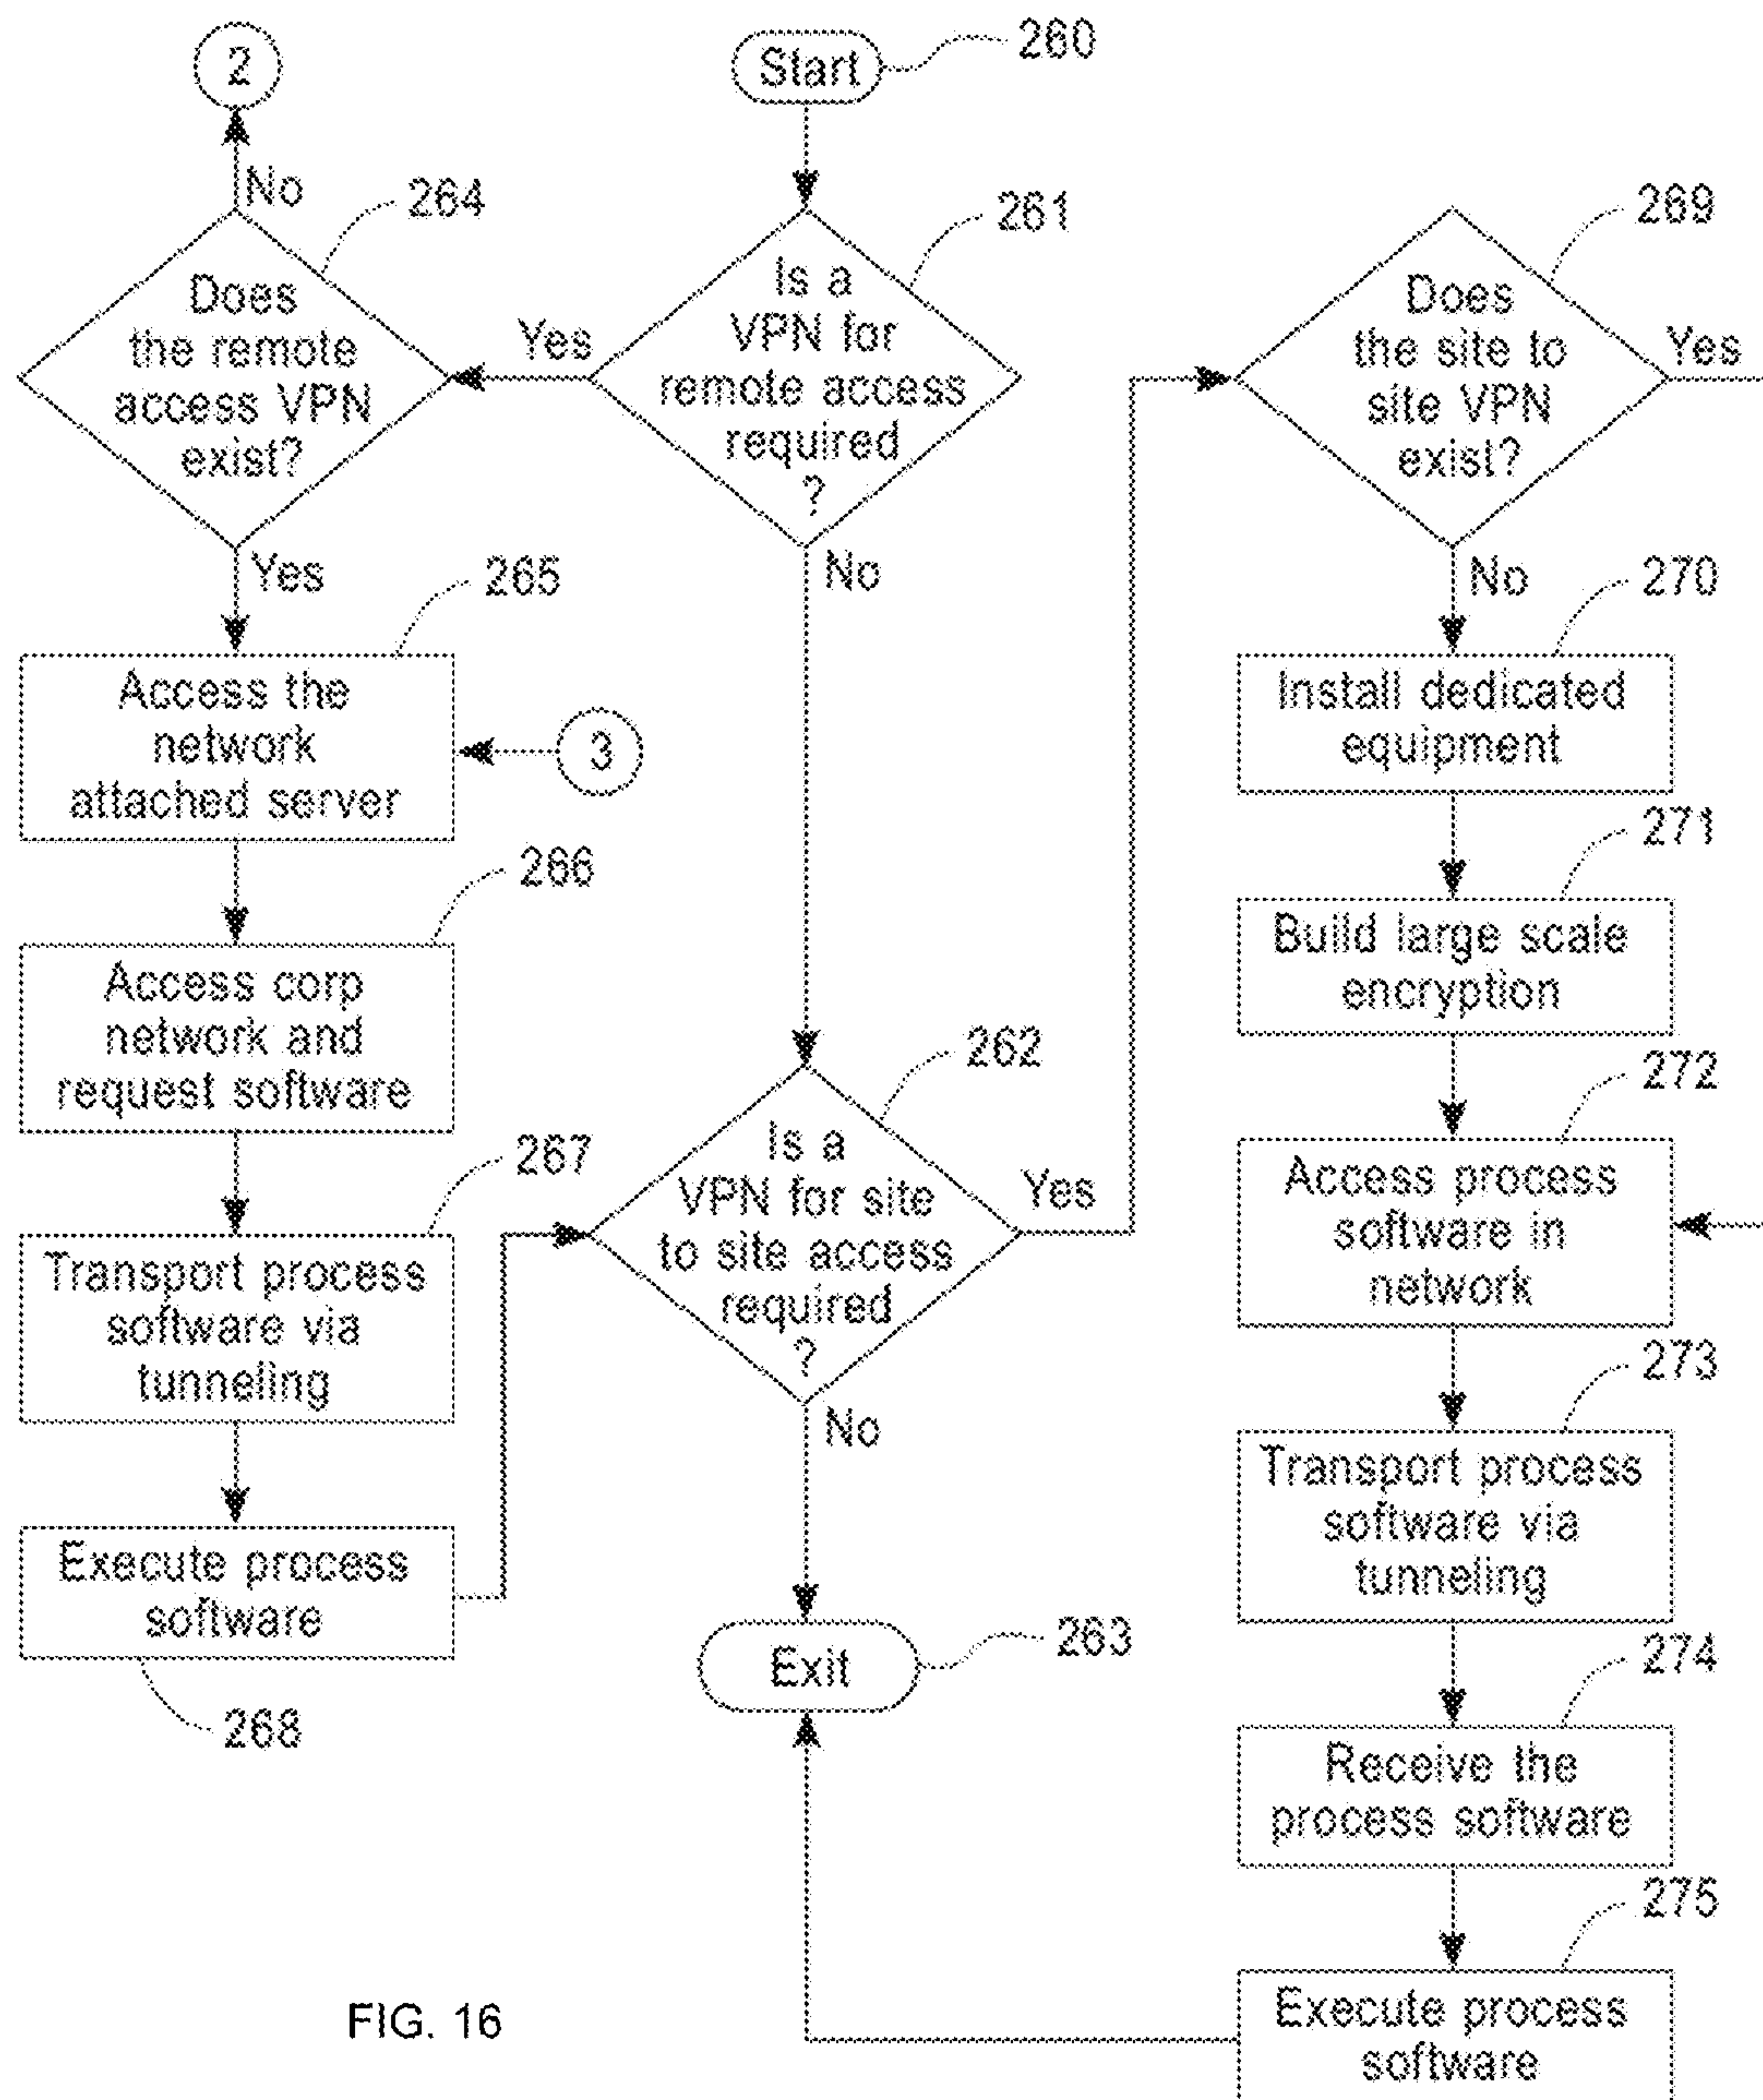 2
Start
260
No
264
Does
the remote
access VPN
exist?
Yes
261
Is a
VPN for
remote access
required
?
Yes
No
265
Access the
network
attached server
3
266
Access corp
network and
request software
267
Transport process
software via
tunneling
Execute process
software
268
262
Is a
VPN for site
to site access
required
?
Yes
No
Exit
263
269
Does
the site to
site VPN
exist?
Yes
No
270
Install dedicated
equipment
271
Build large scale
encryption
272
Access process
software in
network
273
Transport process
software via
tunneling
274
Receive the
process software
275
Execute process
software
FIG. 16